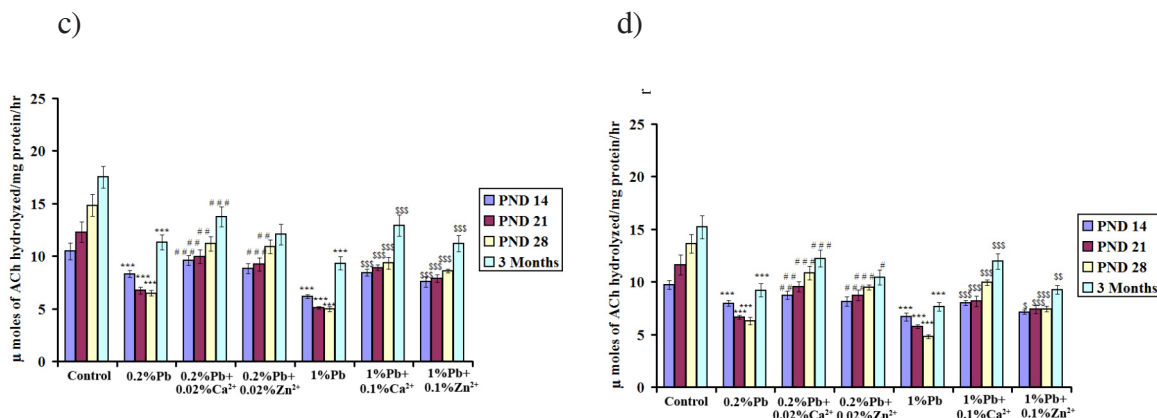 c)
d)
μ moles of ACh hydrolyzed/mg protein/hr
25
20
15
10
5
0
***
***
***
***
# # #
# #
# #
# # #
# # #
# #
***
***
***
***
$$$
$$$
$$$
$$$
$$$
$$$
$$$
Control
0.2%Pb
0.2%Pb+
0.02%Ca²⁺
0.2%Pb+
0.02%Zn²⁺
1%Pb
1%Pb+
0.1%Ca²⁺
1%Pb+
0.1%Zn²⁺
PND 14
PND 21
PND 28
3 Months
μ moles of ACh hydrolyzed/mg protein/hr
25
20
15
10
5
0
***
***
***
***
# #
# #
# # #
# # #
# #
# #
#
***
***
***
***
$$$
$$$
$$$
$$$
$
$$$
$$$
$$
Control
0.2%Pb
0.2%Pb+
0.02%Ca²⁺
0.2%Pb+
0.02%Zn²⁺
1%Pb
1%Pb+
0.1%Ca²⁺
1%Pb+
0.1%Zn²⁺
PND 14
PND 21
PND 28
3 Months